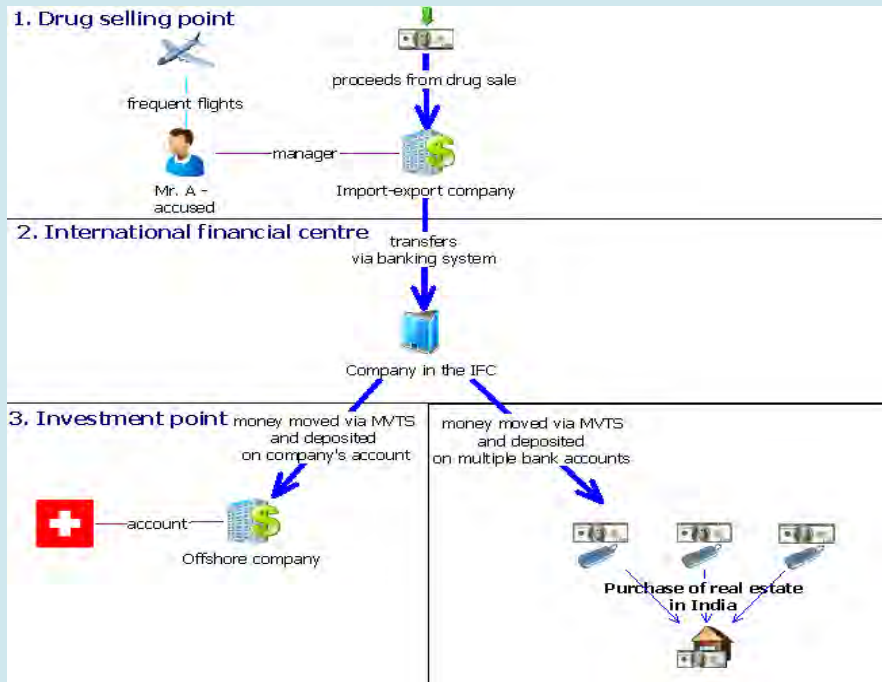 1. Drug selling point
proceeds from drug sale
frequent flights
manager
Mr. A -
accused
Import-export company
2. International financial centre
transfers
via banking system
Company in the IFC
3. Investment point
money moved via MVTS
and deposited
on company's account
money moved via MVTS
and deposited
on multiple bank accounts
account
Offshore company
Purchase of real estate
in India